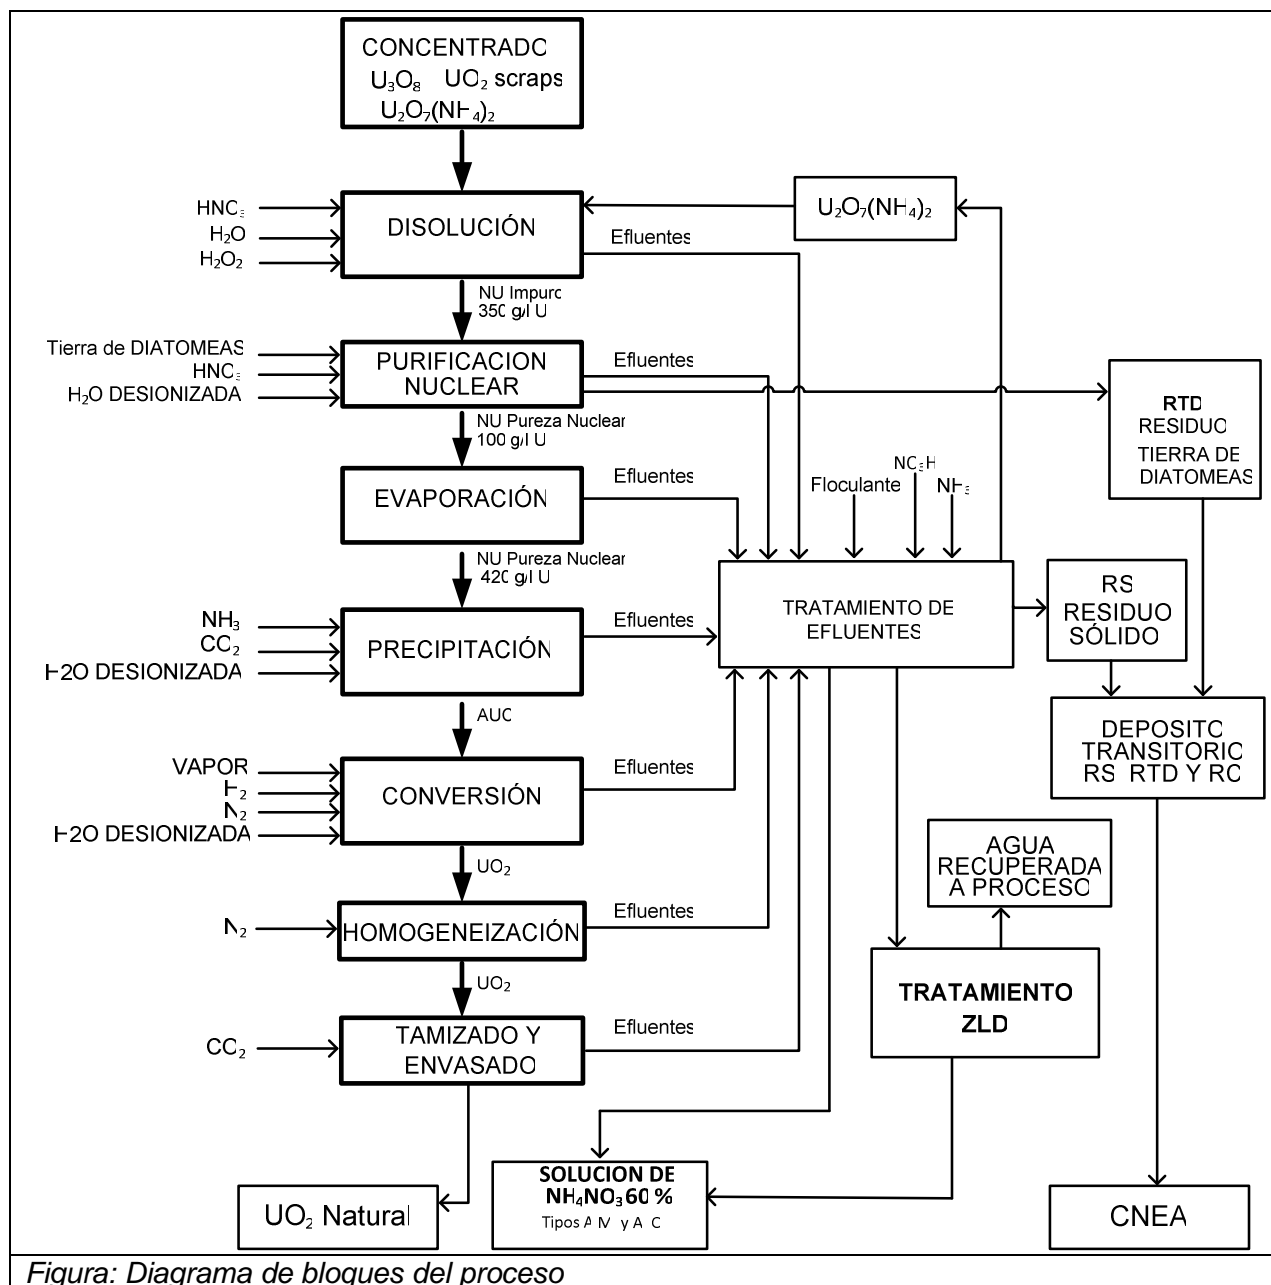 CONCENTRADO
U₃O₈ UO₂ scraps
U₂O₇(NH₄)₂
HNO₃
H₂O
H₂O₂
DISOLUCIÓN
Efluentes
U₂O₇(NH₄)₂
NU Impuro
350 g/l U
Tierra de DIATOMEAS
HNO₃
H₂O DESIONIZADA
PURIFICACION
NUCLEAR
Efluentes
RTD
RESIDUO
TIERRA DE
DIATOMEAS
NU Pureza Nuclear
100 g/l U
EVAPORACIÓN
Efluentes
Floculante
NO₃H
NH₃
NU Pureza Nuclear
420 g/l U
NH₃
CO₂
H2O DESIONIZADA
PRECIPITACIÓN
Efluentes
TRATAMIENTO DE
EFLUENTES
RS
RESIDUO
SÓLIDO
AUC
DEPOSITO
TRANSITORIO
RS RTD Y RC
VAPOR
H₂
N₂
H2O DESIONIZADA
CONVERSIÓN
Efluentes
UO₂
AGUA
RECUPERADA
A PROCESO
N₂
HOMOGENEIZACIÓN
Efluentes
UO₂
TRATAMIENTO
ZLD
CO₂
TAMIZADO Y
ENVASADO
Efluentes
UO₂ Natural
SOLUCION DE
NH₄NO₃ 60 %
Tipos A M y A C
CNEA
Figura: Diagrama de bloques del proceso